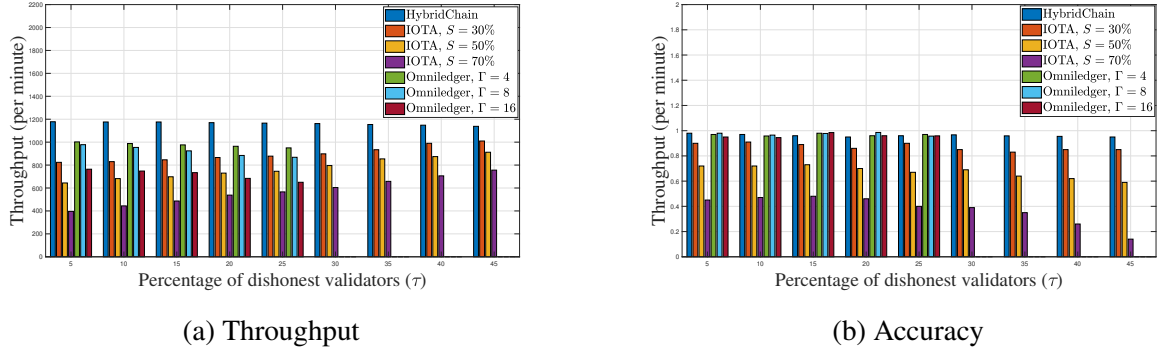 2200
2000
1800
1600
1400
1200
1000
800
600
400
200
0
Throughput (per minute)
HybridChain
IOTA, S = 30%
IOTA, S = 50%
IOTA, S = 70%
Omniledger, Γ = 4
Omniledger, Γ = 8
Omniledger, Γ = 16
5 10 15 20 25 30 35 40 45
Percentage of dishonest validators (τ)
(a) Throughput
2
1.8
1.6
1.4
1.2
1
0.8
0.6
0.4
0.2
0
Throughput (per minute)
HybridChain
IOTA, S = 30%
IOTA, S = 50%
IOTA, S = 70%
Omniledger, Γ = 4
Omniledger, Γ = 8
Omniledger, Γ = 16
5 10 15 20 25 30 35 40 45
Percentage of dishonest validators (τ)
(b) Accuracy